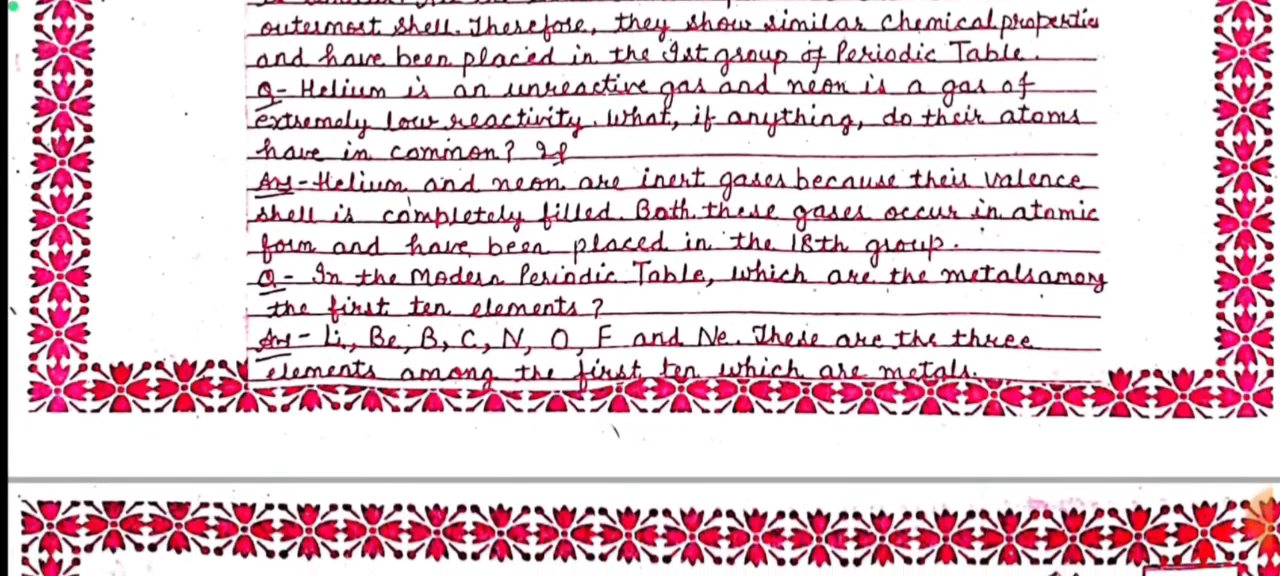 outermost shell. Therefore, they show similar chemical properties
and have been placed in the Ist group of Periodic Table.
Q- Helium is an unreactive gas and neon is a gas of
extremely low reactivity. What, if anything, do their atoms
have in common? If
Ans- Helium and neon are inert gases because their valence
shell is completely filled. Both these gases occur in atomic
form and have been placed in the 18th group.
Q- In the Modern Periodic Table, which are the metals among
the first ten elements?
Ans- Li, Be, B, C, N, O, F and Ne. These are the three
elements among the first ten which are metals.